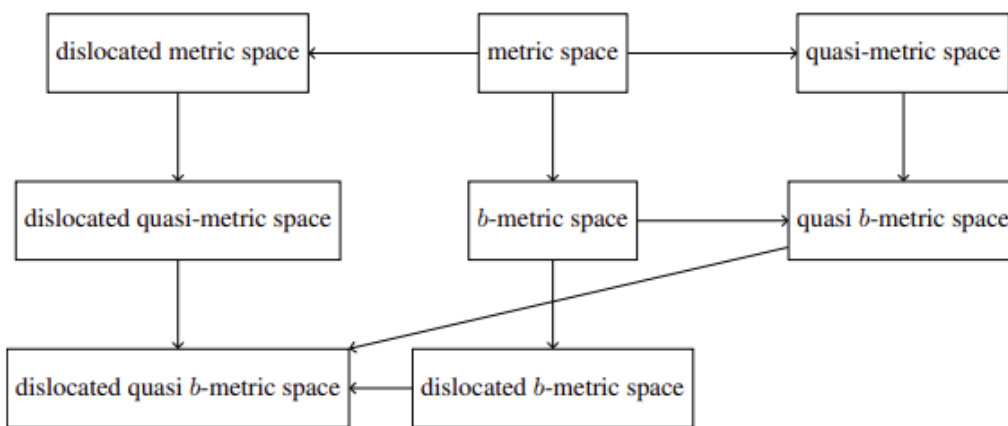 dislocated metric space
metric space
quasi-metric space
dislocated quasi-metric space
b-metric space
quasi b-metric space
dislocated quasi b-metric space
dislocated b-metric space